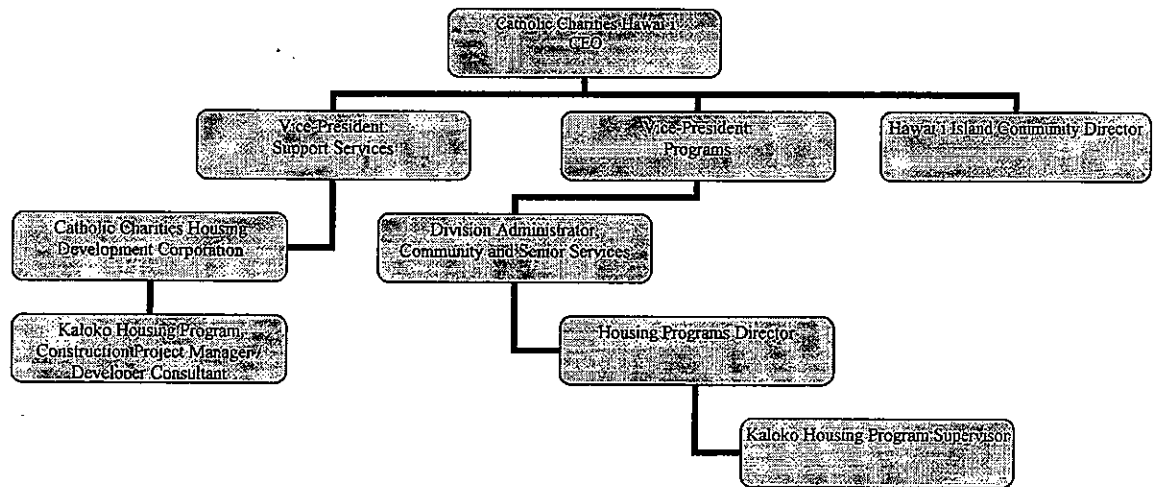 Catholic Charities Hawai'i
CEO
Vice-President:
Support Services
Vice-President:
Programs
Hawai'i Island Community Director
Catholic Charities Housing
Development Corporation
Division Administrator,
Community and Senior Services
Kaloko Housing Program,
Construction Project Manager /
Developer Consultant
Housing Programs Director
Kaloko Housing Program Supervisor